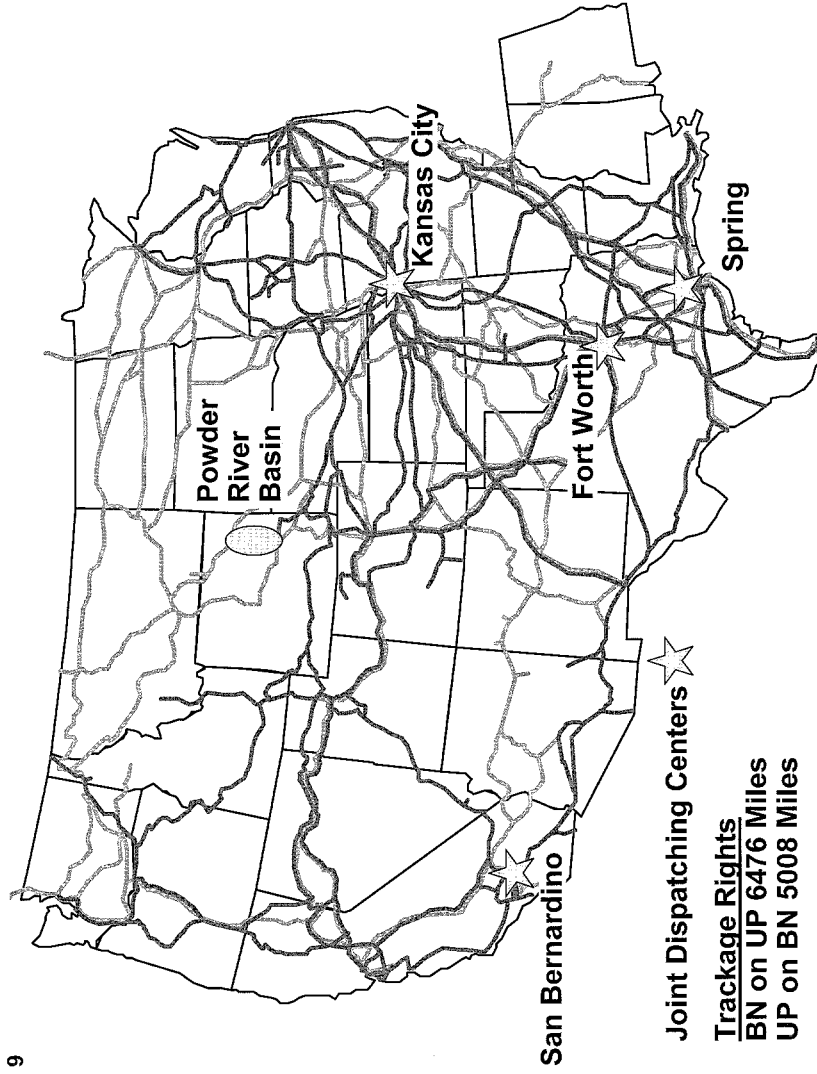 9
Powder
River
Basin
Kansas City
Fort Worth
Spring
San Bernardino
Joint Dispatching Centers
Trackage Rights
BN on UP 6476 Miles
UP on BN 5008 Miles